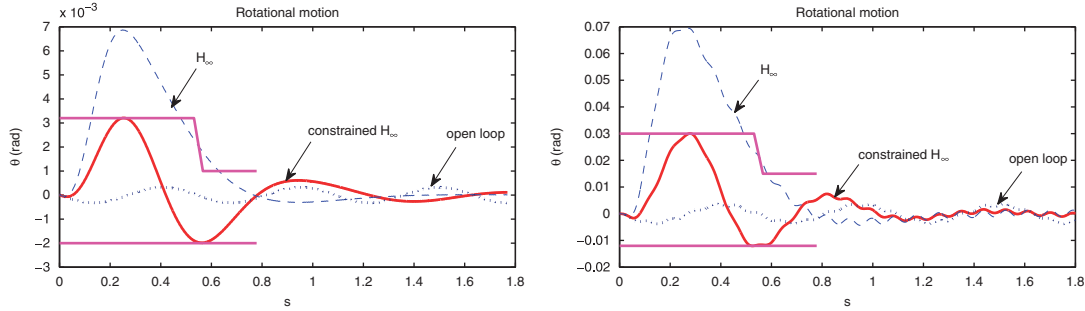 Rotational motion
x 10⁻³
7
6
5
4
3
2
1
0
−1
−2
−3
θ (rad)
H∞
constrained H∞
open loop
x 0.2 0.4 0.6 0.8 1 1.2 1.4 1.6 1.8
s
Rotational motion
0.07
0.06
0.05
0.04
0.03
0.02
0.01
0
−0.01
−0.02
θ (rad)
H∞
constrained H∞
open loop
0 0.2 0.4 0.6 0.8 1 1.2 1.4 1.6 1.8
s